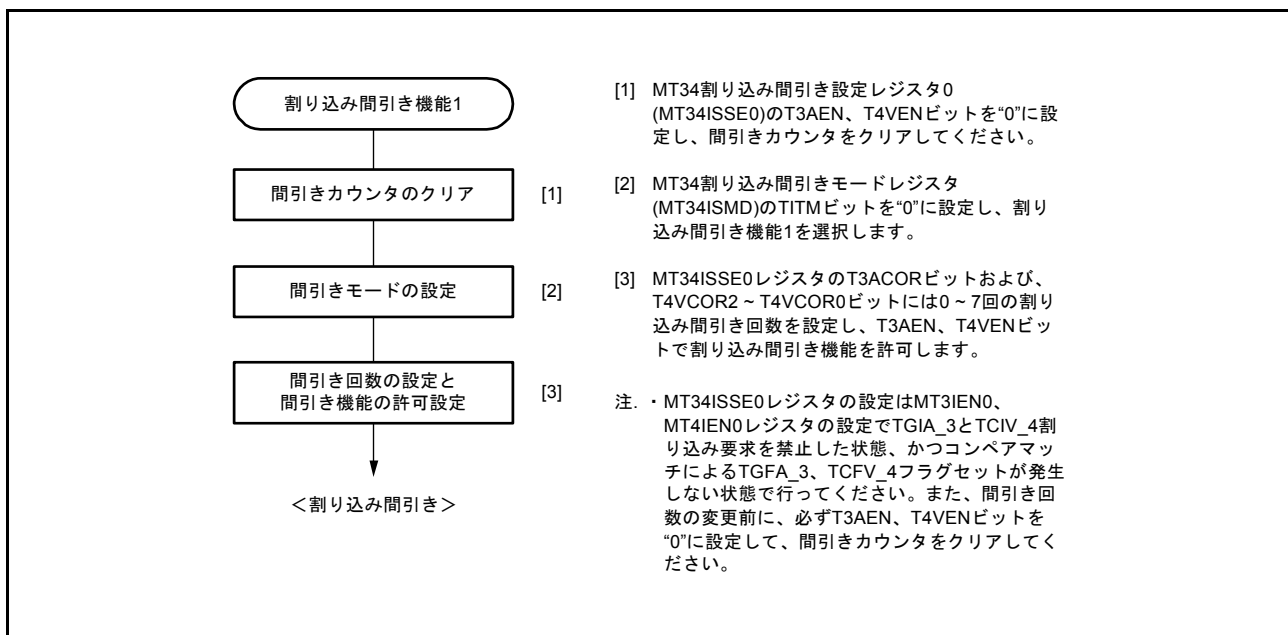 割り込み間引き機能1
間引きカウンタのクリア
[1]
間引きモードの設定
[2]
間引き回数の設定と
間引き機能の許可設定
[3]
＜割り込み間引き＞
[1] MT34割り込み間引き設定レジスタ0
(MT34ISSE0)のT3AEN、T4VENビットを“0”に設
定し、間引きカウンタをクリアしてください。
[2] MT34割り込み間引きモードレジスタ
(MT34ISMD)のTITMビットを“0”に設定し、割り
込み間引き機能1を選択します。
[3] MT34ISSE0レジスタのT3ACORビットおよび、
T4VCOR2 ~ T4VCOR0ビットには0 ~ 7回の割り
込み間引き回数を設定し、T3AEN、T4VENビッ
トで割り込み間引き機能を許可します。
注. ・MT34ISSE0レジスタの設定はMT3IEN0、
MT4IEN0レジスタの設定でTGIA_3とTCIV_4割
り込み要求を禁止した状態、かつコンペアマッ
チによるTGFA_3、TCFV_4フラグセットが発生
しない状態で行ってください。また、間引き回
数の変更前に、必ずT3AEN、T4VENビットを
“0”に設定して、間引きカウンタをクリアしてく
ださい。